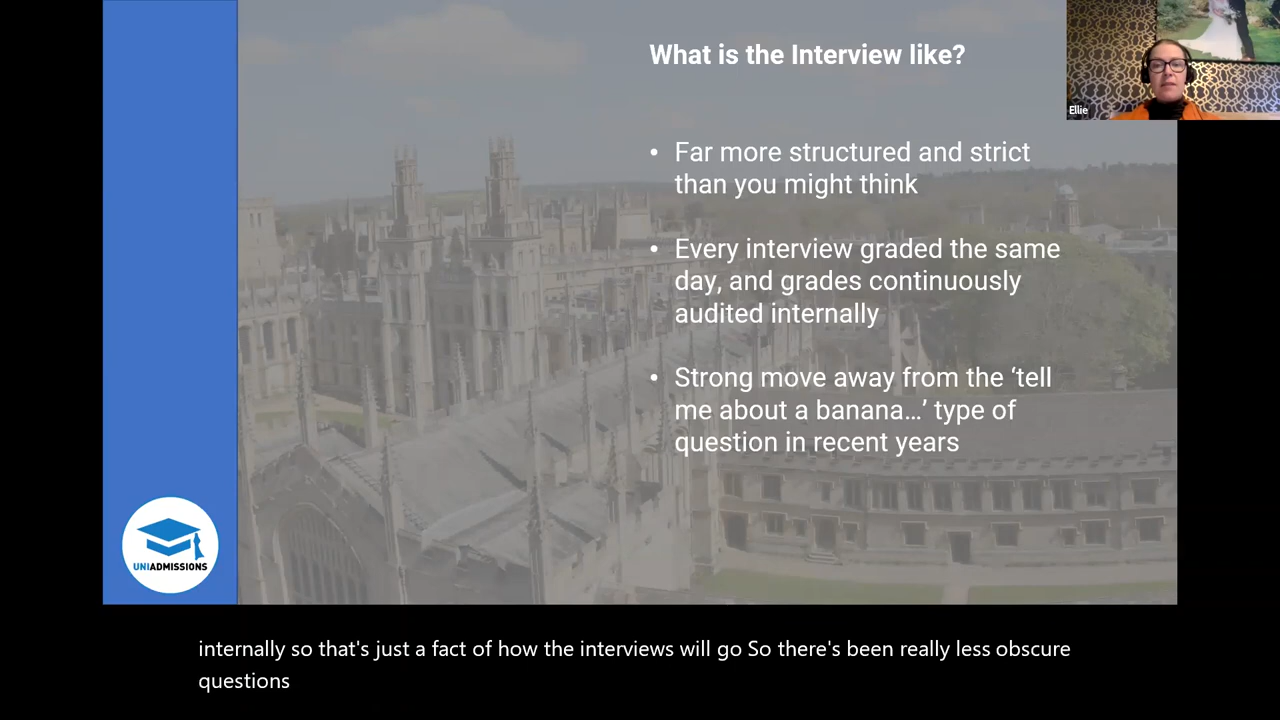 What is the Interview like?
Ellie
• Far more structured and strict
than you might think
• Every interview graded the same
day, and grades continuously
audited internally
• Strong move away from the ‘tell
me about a banana…’ type of
question in recent years
UNIADMISSIONS
internally so that's just a fact of how the interviews will go So there's been really less obscure
questions